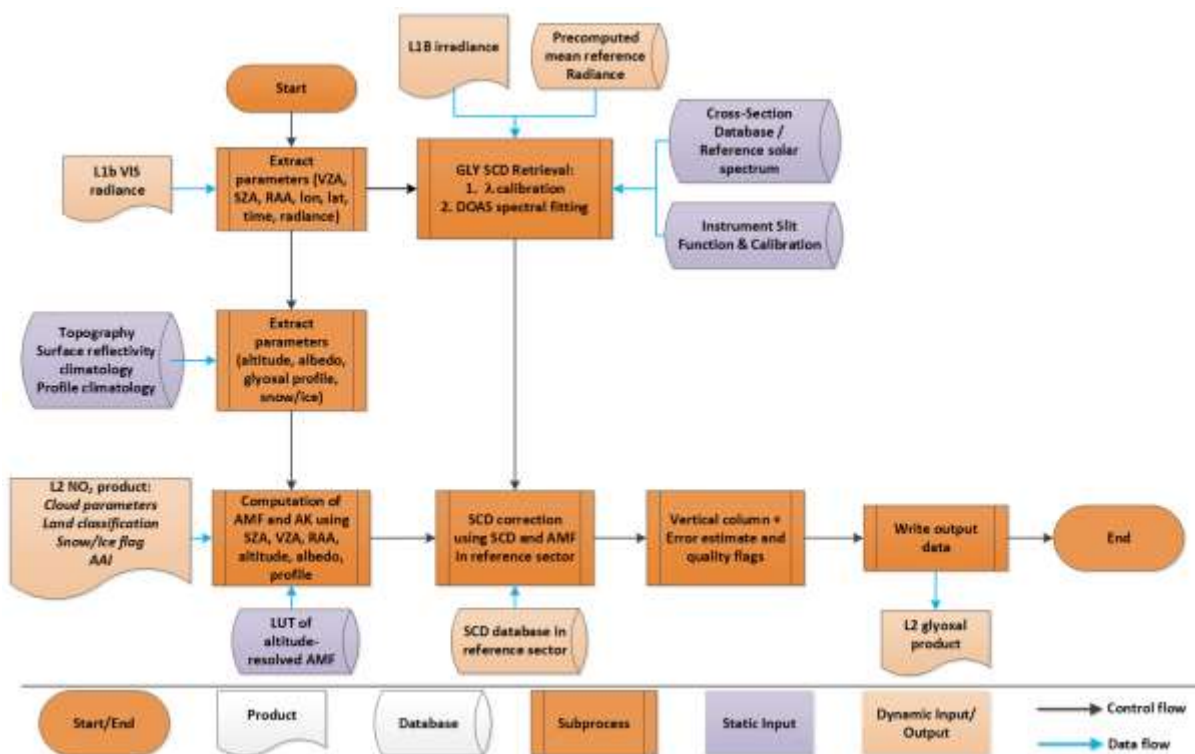 L1B irradiance
Precomputed
mean reference
Radiance
Start
Cross-Section
Database /
Reference solar
spectrum
L1b VIS
radiance
Extract
parameters (VZA,
SZA, RAA, lon, lat,
time, radiance)
GLY SCD Retrieval:
1. λ calibration
2. DOAS spectral fitting
Instrument Slit
Function & Calibration
Topography
Surface reflectivity
climatology
Profile climatology
Extract
parameters
(altitude, albedo,
glyoxal profile,
snow/ice)
L2 NO₂ product:
Cloud parameters
Land classification
Snow/Ice flag
AAI
Computation of
AMF and AK using
SZA, VZA, RAA,
altitude, albedo,
profile
SCD correction
using SCD and AMF
in reference sector
Vertical column +
Error estimate and
quality flags
Write output
data
End
LUT of
altitude-
resolved AMF
SCD database in
reference sector
L2 glyoxal
product
Start/End
Product
Database
Subprocess
Static Input
Dynamic Input/
Output
Control flow
Data flow